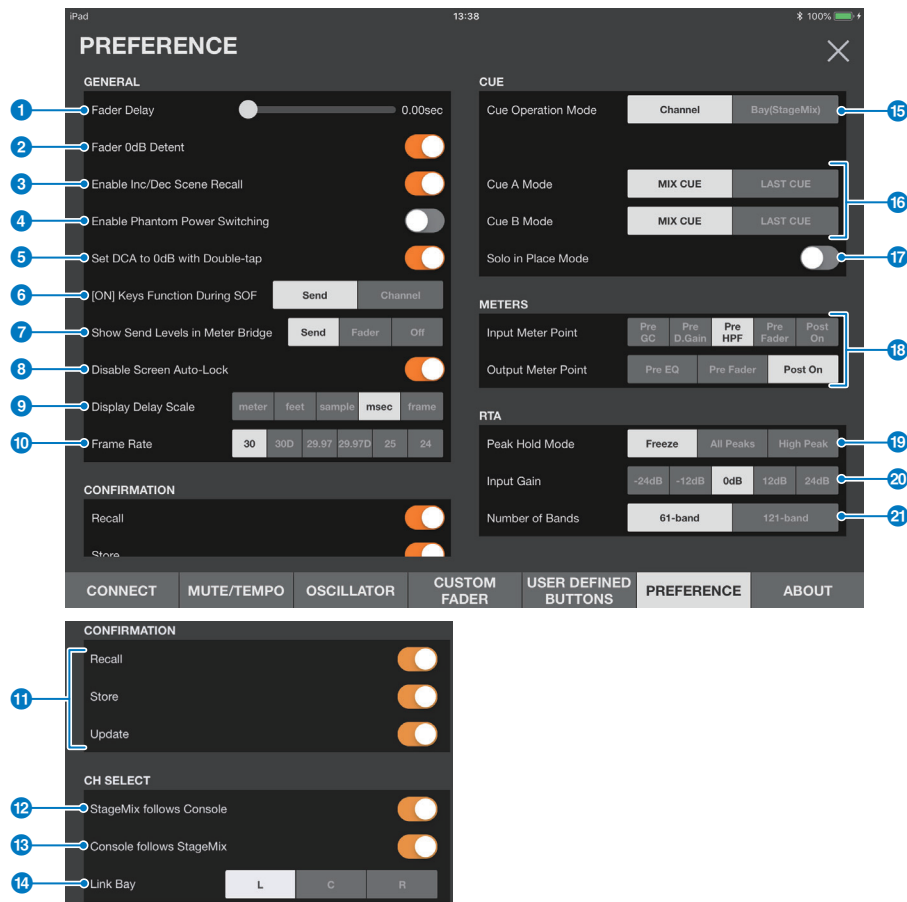 iPad 13:38 100%
PREFERENCE
GENERAL
1 Fader Delay 0.00sec
2 Fader 0dB Detent
3 Enable Inc/Dec Scene Recall
4 Enable Phantom Power Switching
5 Set DCA to 0dB with Double-tap
6 [ON] Keys Function During SOF Send Channel
7 Show Send Levels in Meter Bridge Send Fader Off
8 Disable Screen Auto-Lock
9 Display Delay Scale meter feet sample msec frame
10 Frame Rate 30 30D 29.97 29.97D 25 24
CONFIRMATION
Recall
Store
CUE
Cue Operation Mode Channel Bay(StageMix) 15
Cue A Mode MIX CUE LAST CUE
16
Cue B Mode MIX CUE LAST CUE
Solo in Place Mode 17
METERS
Input Meter Point Pre GC Pre D.Gain Pre HPF Pre Fader Post On
18
Output Meter Point Pre EQ Pre Fader Post On
RTA
Peak Hold Mode Freeze All Peaks High Peak 19
Input Gain -24dB -12dB 0dB 12dB 24dB 20
Number of Bands 61-band 121-band 21
CONNECT MUTE/TEMPO OSCILLATOR CUSTOM FADER USER DEFINED BUTTONS PREFERENCE ABOUT
CONFIRMATION
Recall
11 Store
Update
CH SELECT
12 StageMix follows Console
13 Console follows StageMix
14 Link Bay L C R